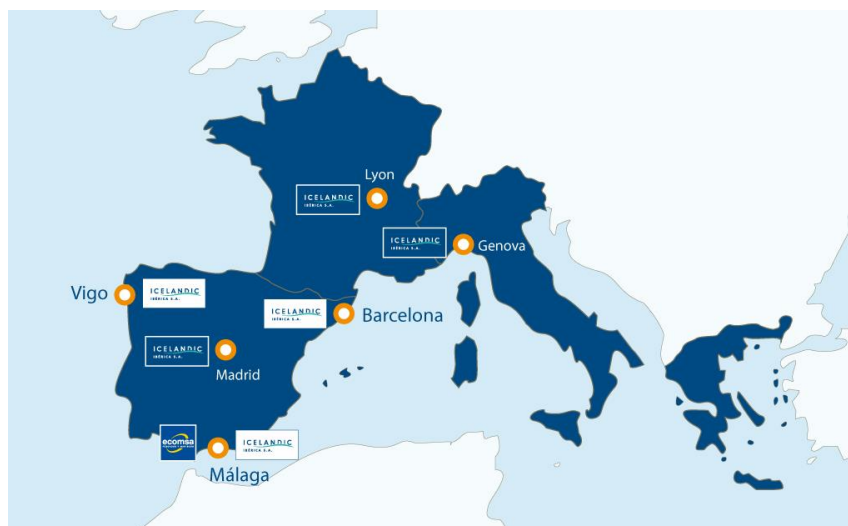 Lyon
ICELANDIC
IBÉRICA S.A.
ICELANDIC
IBÉRICA S.A.
Genova
Vigo
ICELANDIC
IBÉRICA S.A.
ICELANDIC
IBÉRICA S.A.
Barcelona
ICELANDIC
IBÉRICA S.A.
Madrid
ecomsa
ICELANDIC
IBÉRICA S.A.
Málaga